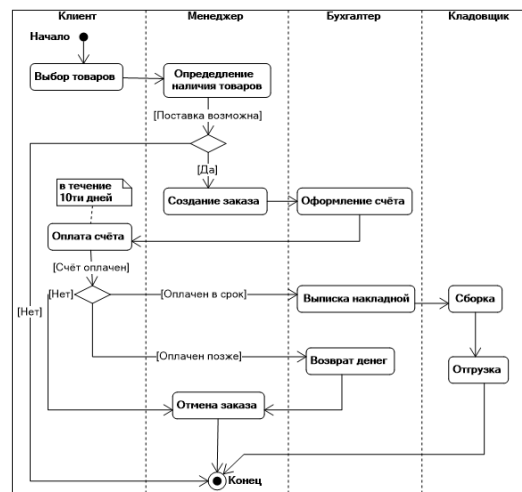 Клиент
Менеджер
Бухгалтер
Кладовщик
Начало
Выбор товаров
Опредедление
наличия товаров
[Поставка возможна]
[Да]
в течение
10ти дней
Создание заказа
Оформление счёта
Оплата счёта
[Счёт оплачен]
[Нет]
[Нет]
[Оплачен в срок]
Выписка накладной
Сборка
[Оплачен позже]
Возврат денег
Отгрузка
Отмена заказа
Конец